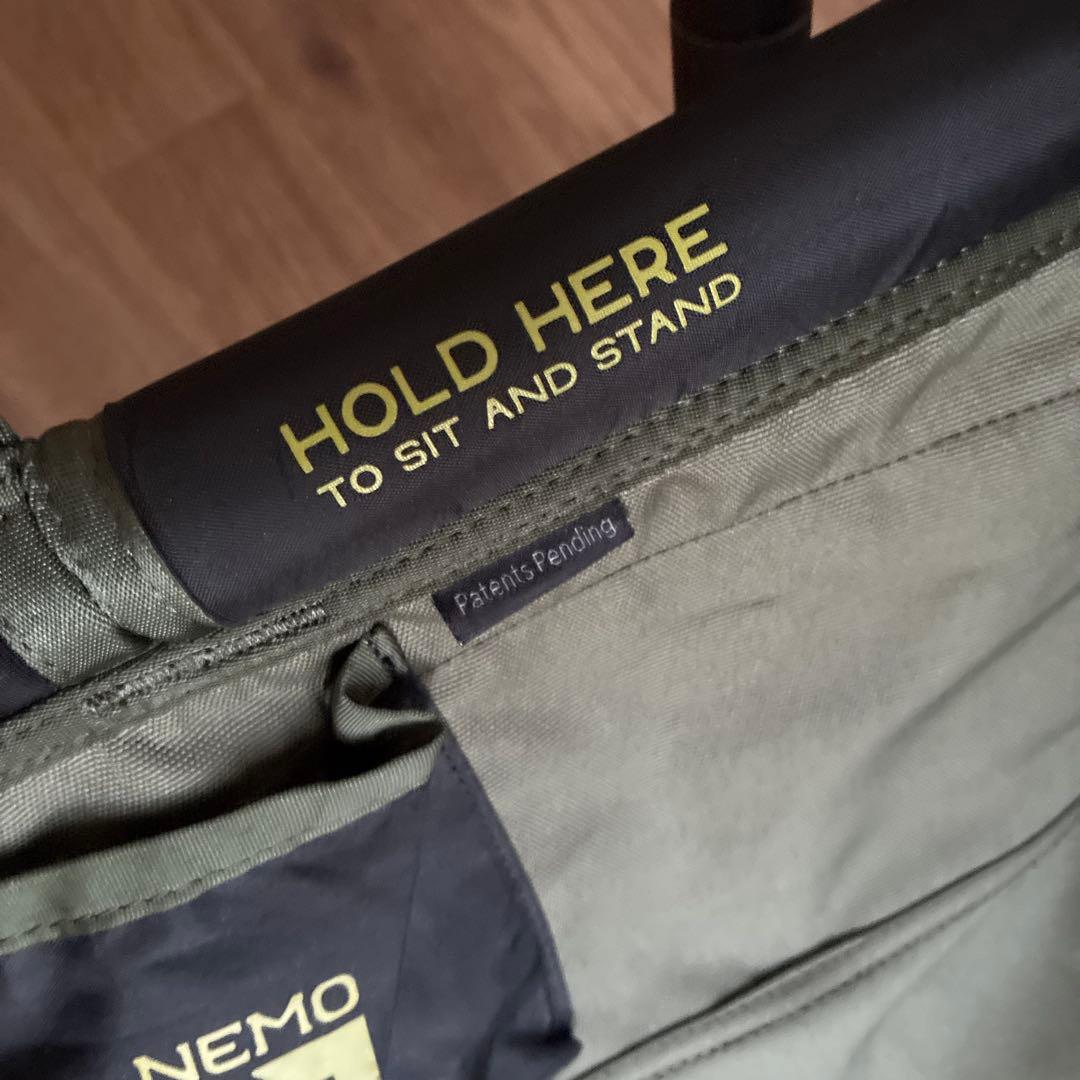 HOLD HERE
TO SIT AND STAND
Patents Pending
NEMO